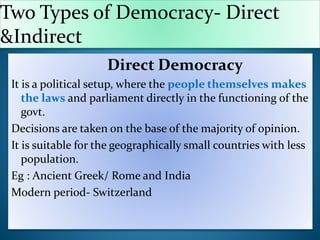 Two Types of Democracy- Direct
&Indirect
Direct Democracy
It is a political setup, where the people themselves makes
the laws and parliament directly in the functioning of the
govt.
Decisions are taken on the base of the majority of opinion.
It is suitable for the geographically small countries with less
population.
Eg : Ancient Greek/ Rome and India
Modern period- Switzerland